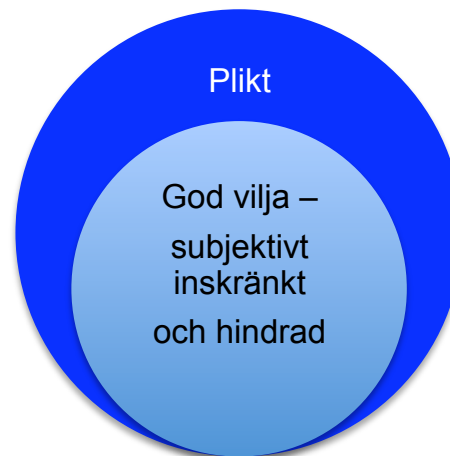 Plikt
God vilja –
subjektivt
inskränkt
och hindrad